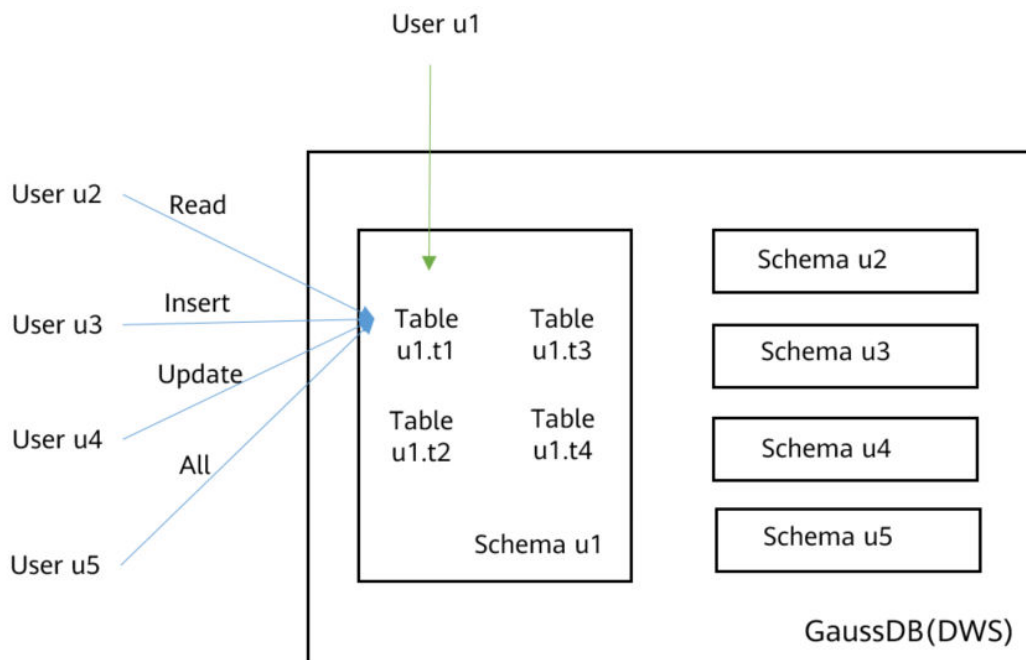 User u1
User u2
Read
Insert
User u3
Update
User u4
All
User u5
Table
u1.t1
Table
u1.t3
Table
u1.t2
Table
u1.t4
Schema u1
Schema u2
Schema u3
Schema u4
Schema u5
GaussDB(DWS)